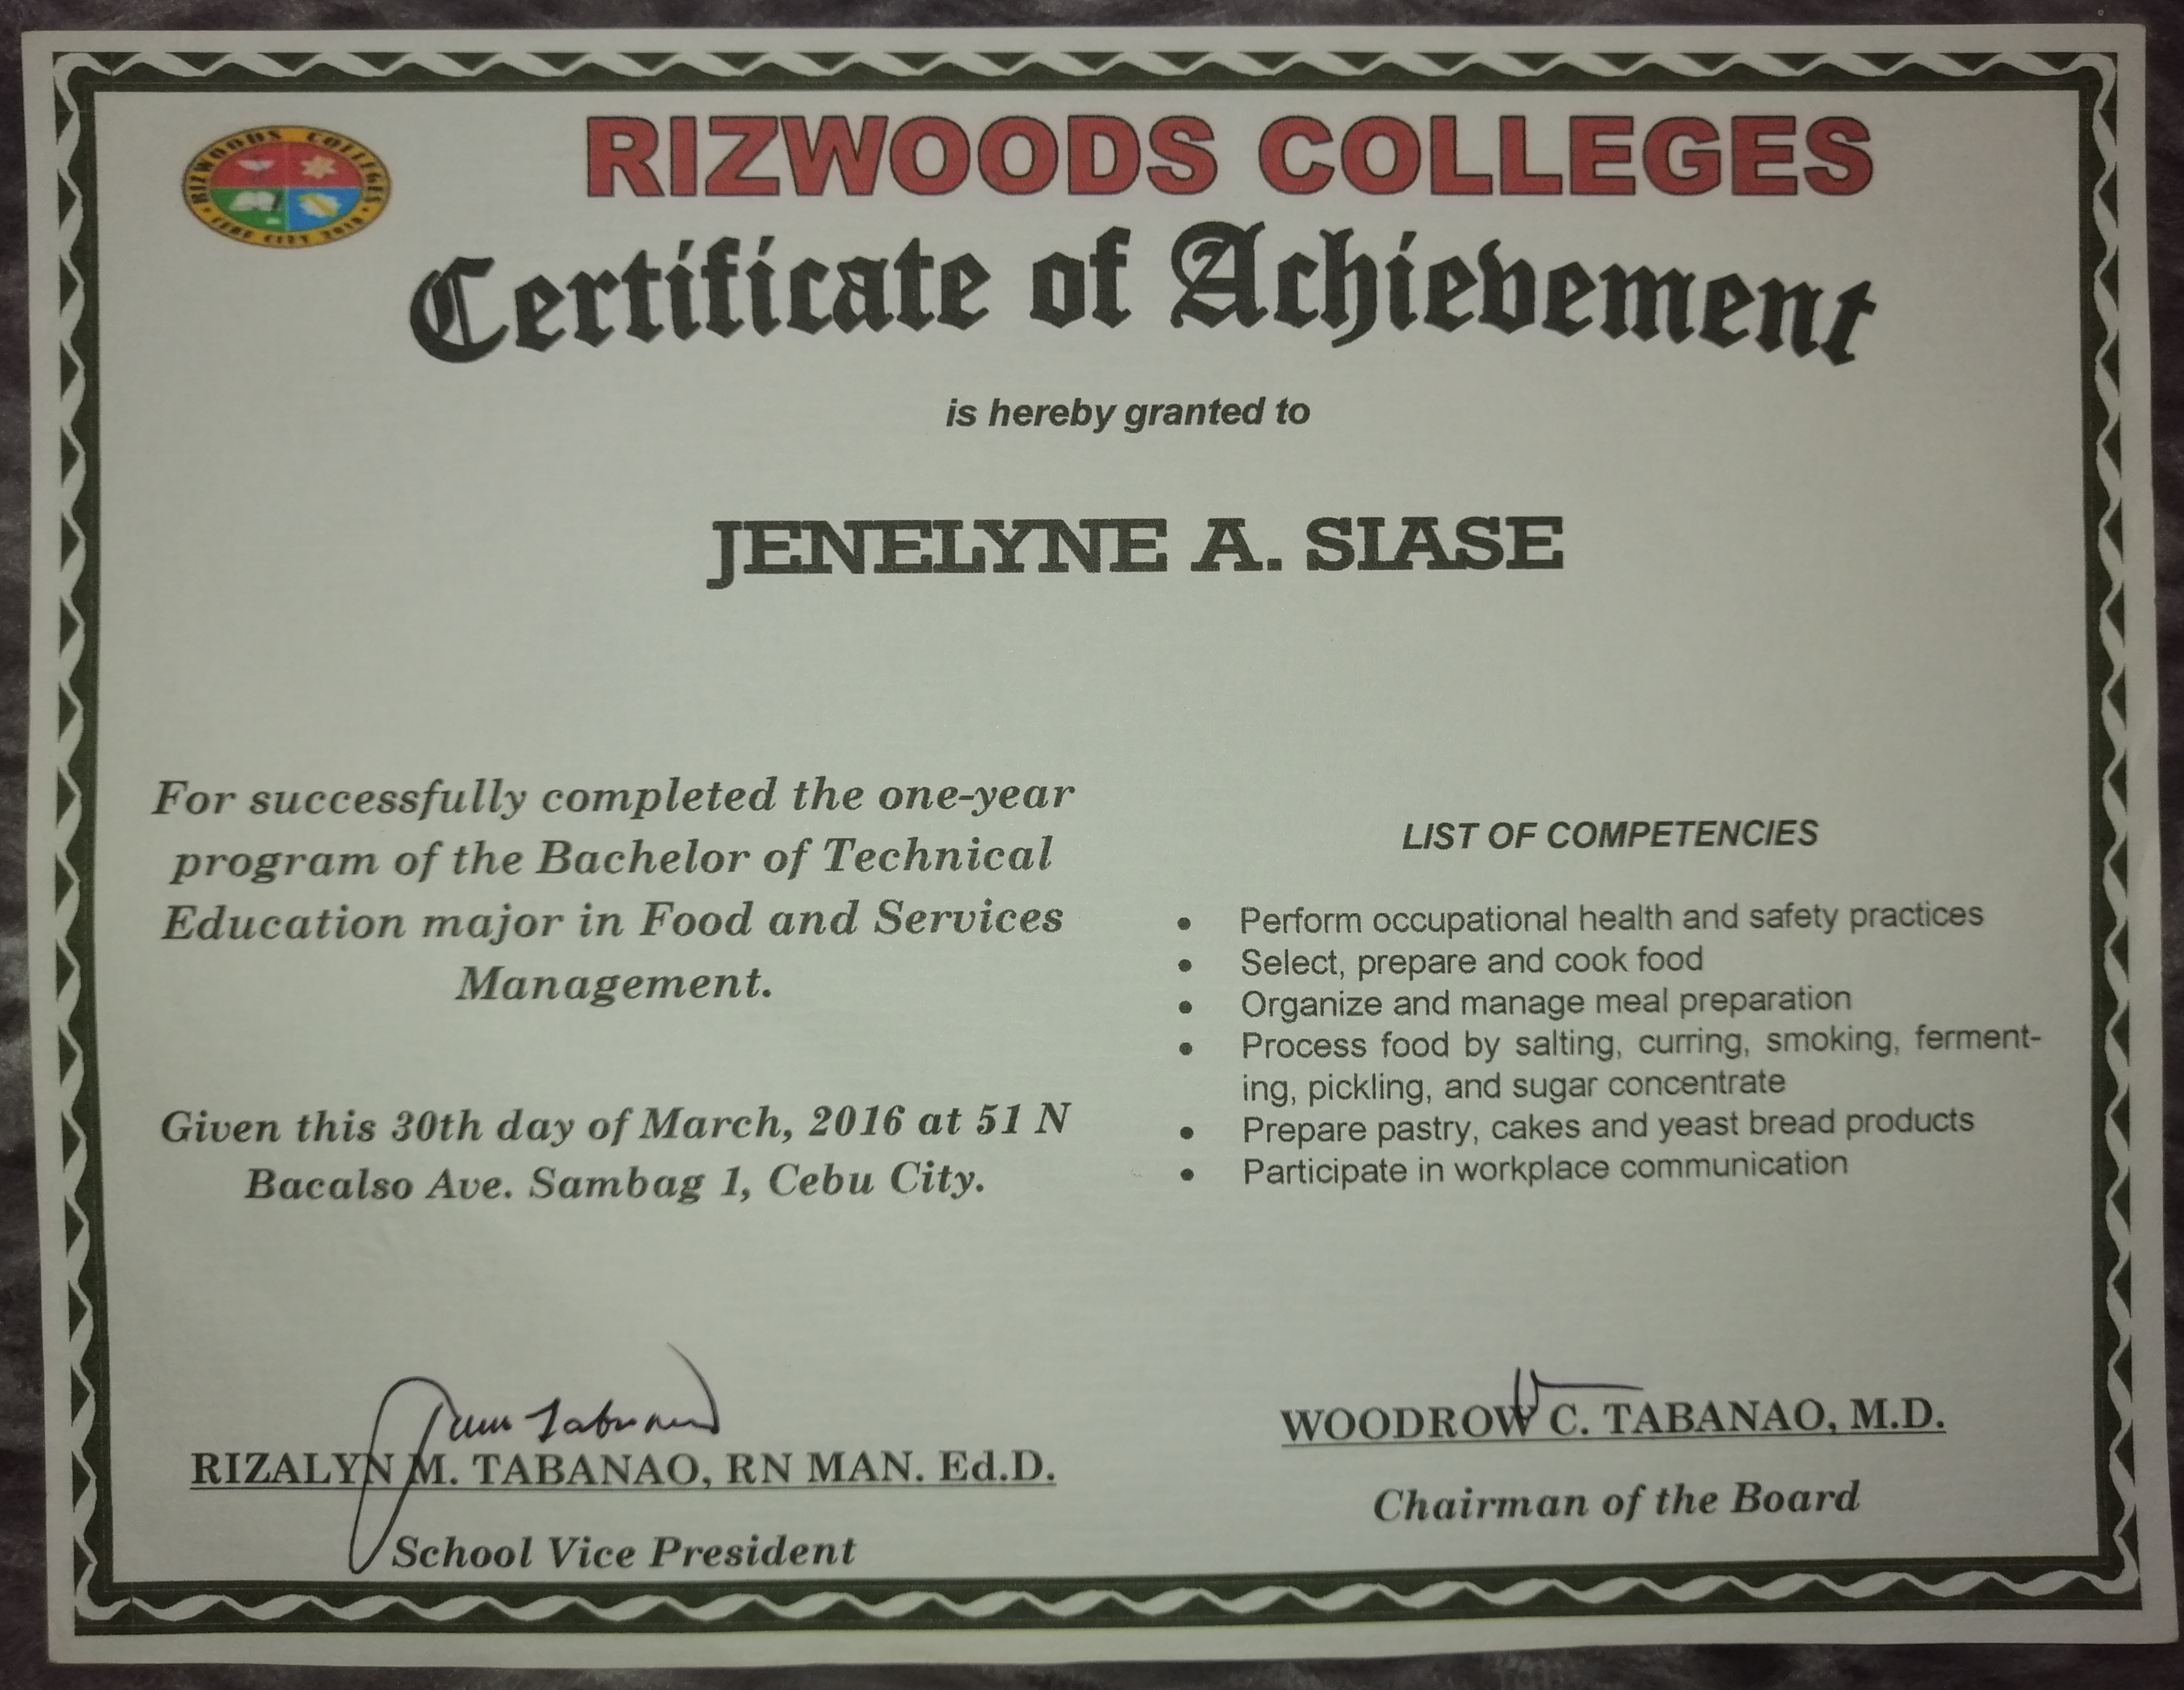 RIZWOODS COLLEGES
CEBU CITY 2010
RIZWOODS COLLEGES
Certificate of Achievement
is hereby granted to
JENELYNE A. SIASE
For successfully completed the one-year
program of the Bachelor of Technical
Education major in Food and Services
Management.
Given this 30th day of March, 2016 at 51 N
Bacalso Ave. Sambag 1, Cebu City.
LIST OF COMPETENCIES
• Perform occupational health and safety practices
• Select, prepare and cook food
• Organize and manage meal preparation
• Process food by salting, curring, smoking, ferment-
ing, pickling, and sugar concentrate
• Prepare pastry, cakes and yeast bread products
• Participate in workplace communication
RIZALYN M. TABANAO, RN MAN. Ed.D.
School Vice President
WOODROW C. TABANAO, M.D.
Chairman of the Board